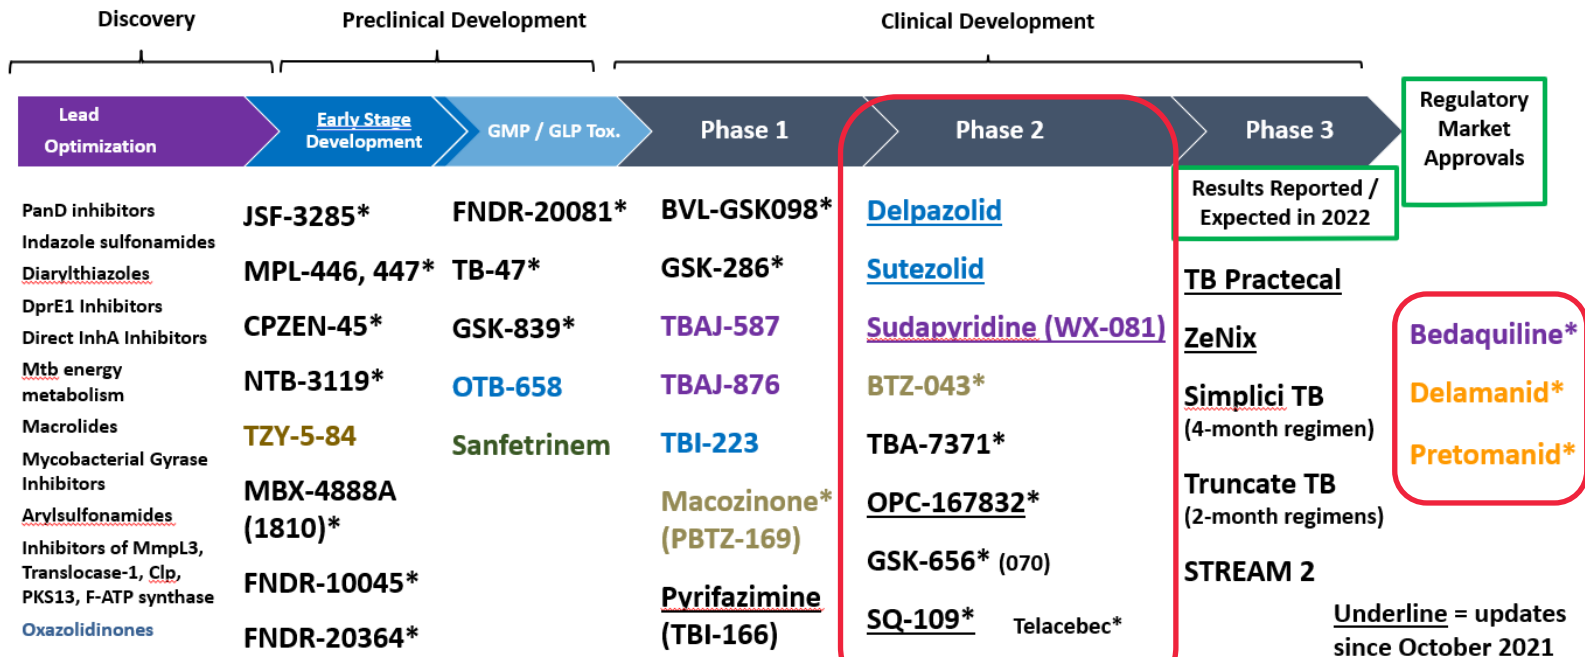 Discovery
Preclinical Development
Clinical Development
Lead
Optimization
Early Stage
Development
GMP / GLP Tox.
Phase 1
Phase 2
Phase 3
Regulatory
Market
Approvals
PanD inhibitors
Indazole sulfonamides
Diarylthiazoles
DprE1 Inhibitors
Direct InhA Inhibitors
Mtb energy
metabolism
Macrolides
Mycobacterial Gyrase
Inhibitors
Arylsulfonamides
Inhibitors of MmpL3,
Translocase-1, Clp,
PKS13, F-ATP synthase
Oxazolidinones
JSF-3285*
MPL-446, 447*
CPZEN-45*
NTB-3119*
TZY-5-84
MBX-4888A
(1810)*
FNDR-10045*
FNDR-20364*
FNDR-20081*
TB-47*
GSK-839*
OTB-658
Sanfetrinem
BVL-GSK098*
GSK-286*
TBAJ-587
TBAJ-876
TBI-223
Macozinone*
(PBTZ-169)
Pyrifazimine
(TBI-166)
Delpazolid
Sutezolid
Sudapyridine (WX-081)
BTZ-043*
TBA-7371*
OPC-167832*
GSK-656* (070)
SQ-109*
Telacebec*
Results Reported /
Expected in 2022
TB Practecal
ZeNix
Simplici TB
(4-month regimen)
Truncate TB
(2-month regimens)
STREAM 2
Bedaquiline*
Delamanid*
Pretomanid*
Underline = updates
since October 2021